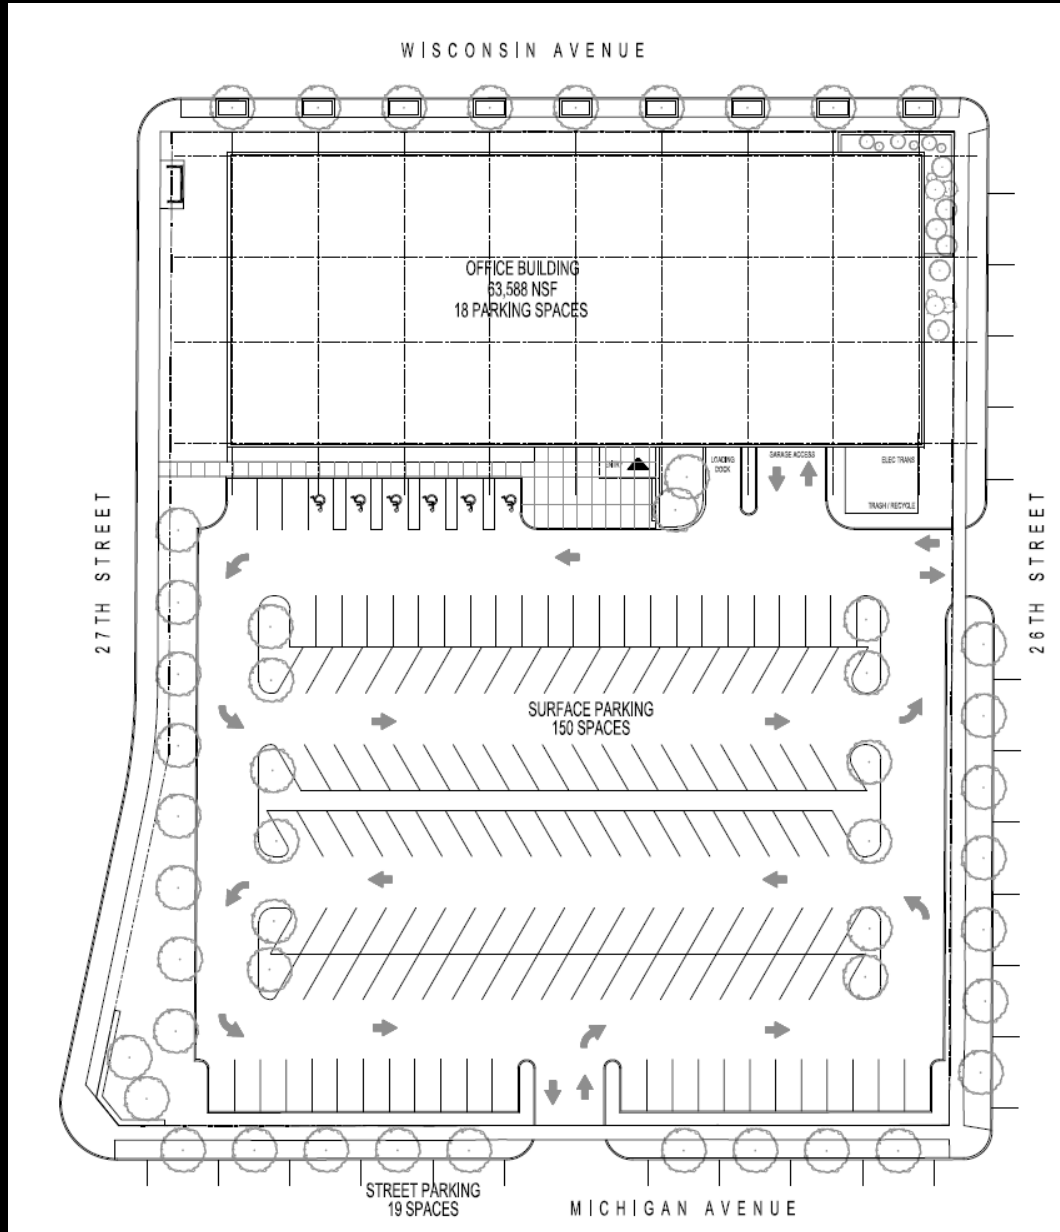 WISCONSIN AVENUE
OFFICE BUILDING
63,588 NSF
18 PARKING SPACES
ENTRY
LOADING
DOCK
GARAGE ACCESS
ELEC TRANS
TRASH / RECYCLE
27TH STREET
26TH STREET
SURFACE PARKING
150 SPACES
STREET PARKING
19 SPACES
MICHIGAN AVENUE